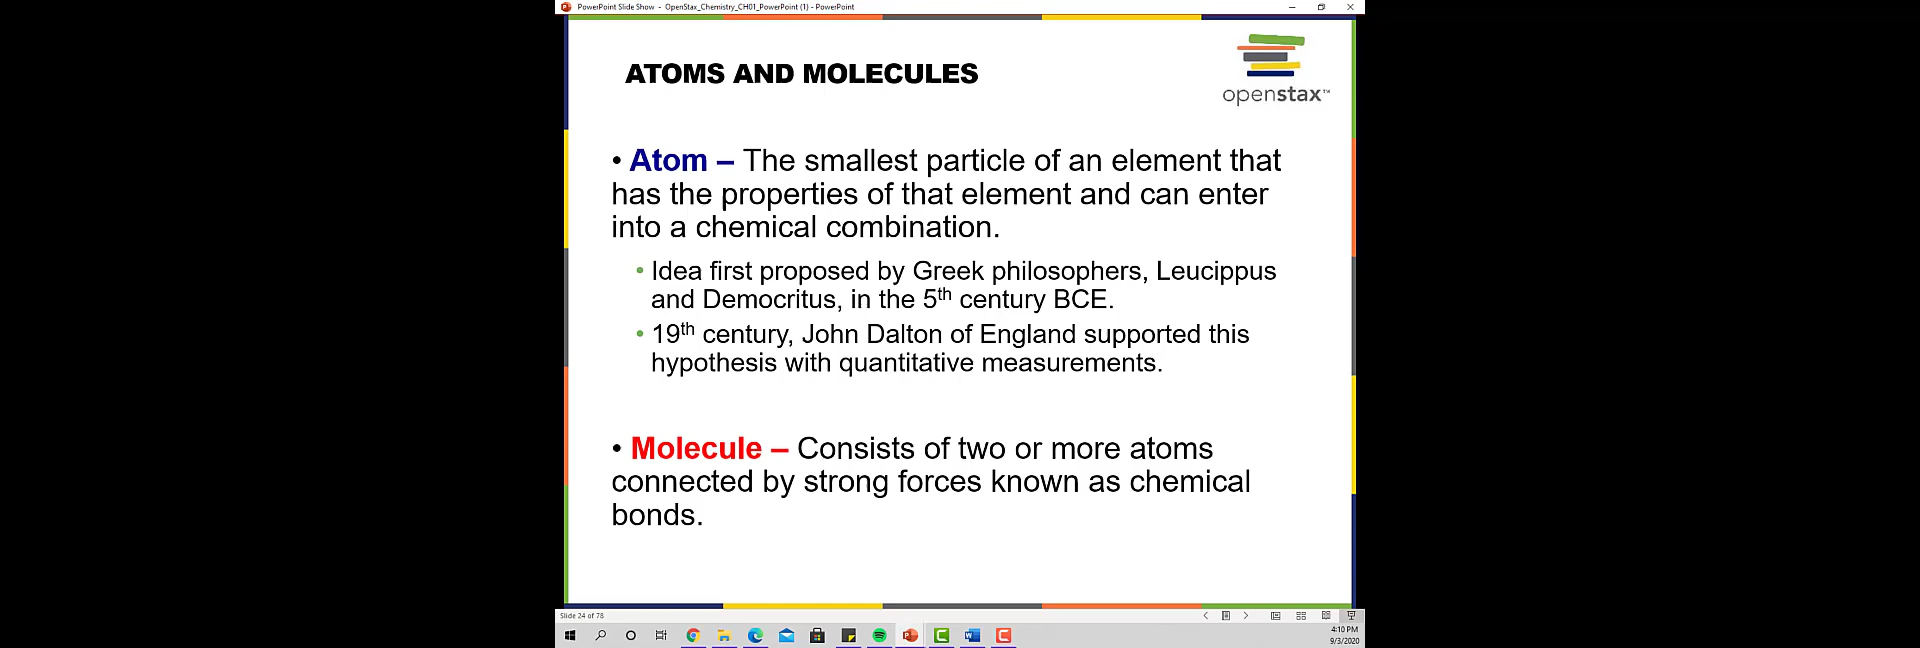 PowerPoint Slide Show - OpenStax_Chemistry_CH01_PowerPoint (1) - PowerPoint
ATOMS AND MOLECULES
openstax™
• Atom – The smallest particle of an element that
has the properties of that element and can enter
into a chemical combination.
• Idea first proposed by Greek philosophers, Leucippus
and Democritus, in the 5th century BCE.
• 19th century, John Dalton of England supported this
hypothesis with quantitative measurements.
• Molecule – Consists of two or more atoms
connected by strong forces known as chemical
bonds.
Slide 24 of 78
4:10 PM
9/3/2020